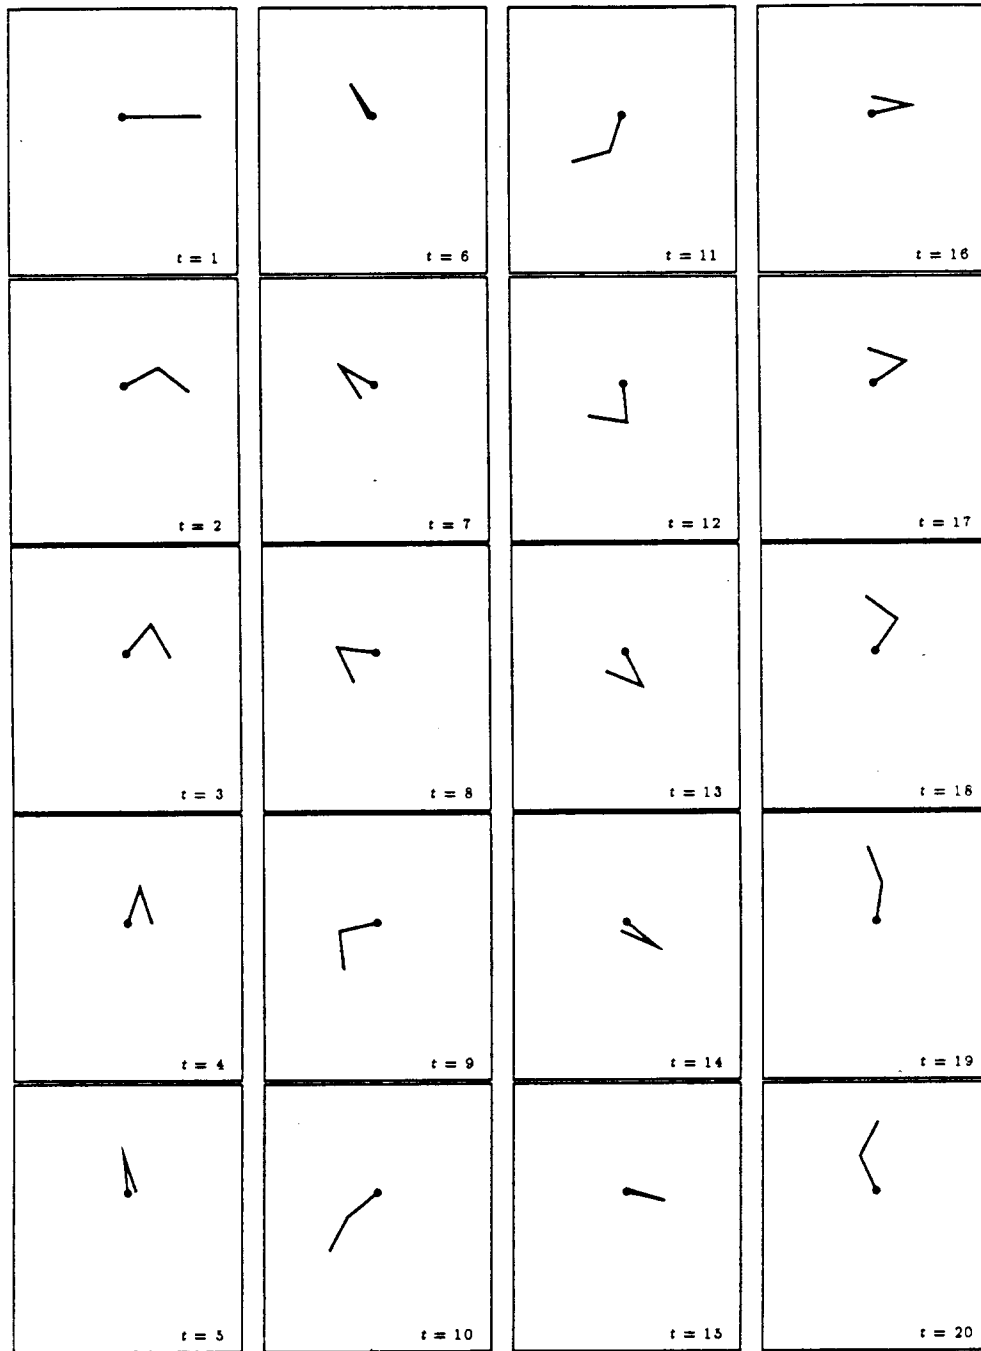 t = 1
t = 6
t = 11
t = 16
t = 2
t = 7
t = 12
t = 17
t = 3
t = 8
t = 13
t = 18
t = 4
t = 9
t = 14
t = 19
t = 5
t = 10
t = 15
t = 20